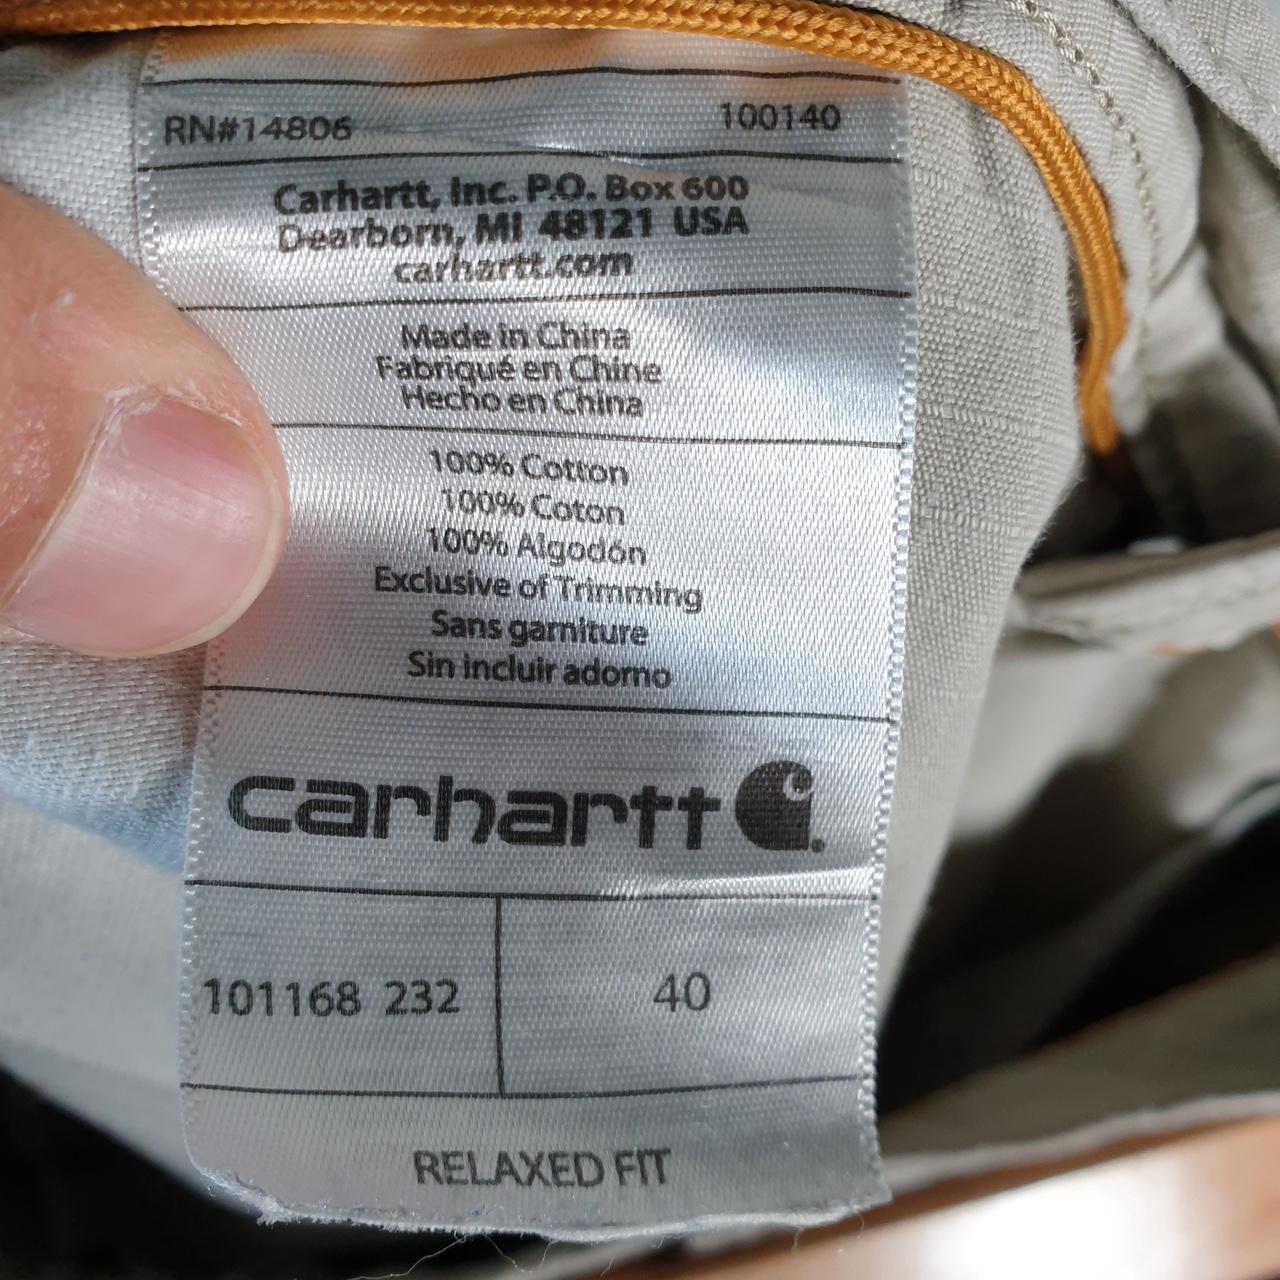 RN#14806 100140
Carhartt, Inc. P.O. Box 600
Dearborn, MI 48121 USA
carhartt.com
Made in China
Fabriqué en Chine
Hecho en China
100% Cotton
100% Coton
100% Algodón
Exclusive of Trimming
Sans garniture
Sin incluir adorno
carhartt
101168 232 40
RELAXED FIT